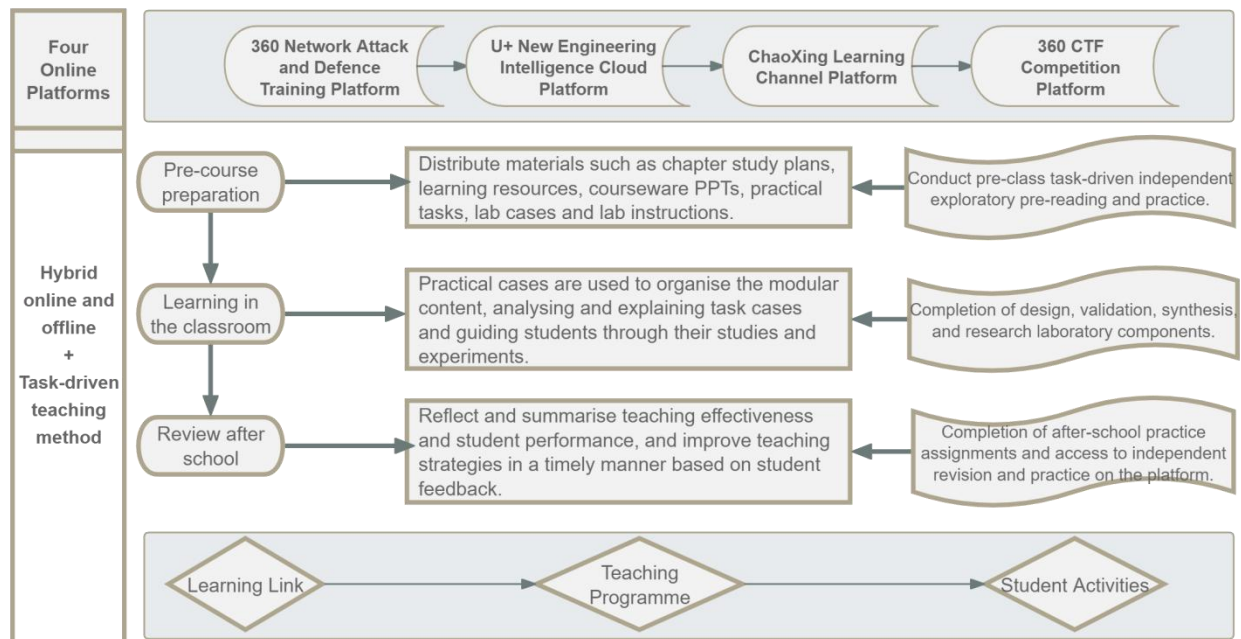 Four
Online
Platforms
360 Network Attack
and Defence
Training Platform
U+ New Engineering
Intelligence Cloud
Platform
ChaoXing Learning
Channel Platform
360 CTF
Competition
Platform
Hybrid
online and
offline
+
Task-driven
teaching
method
Pre-course
preparation
Distribute materials such as chapter study plans,
learning resources, courseware PPTs, practical
tasks, lab cases and lab instructions.
Conduct pre-class task-driven independent
exploratory pre-reading and practice.
Learning in
the classroom
Practical cases are used to organise the modular
content, analysing and explaining task cases
and guiding students through their studies and
experiments.
Completion of design, validation, synthesis,
and research laboratory components.
Review after
school
Reflect and summarise teaching effectiveness
and student performance, and improve teaching
strategies in a timely manner based on student
feedback.
Completion of after-school practice
assignments and access to independent
revision and practice on the platform.
Learning Link
Teaching
Programme
Student Activities